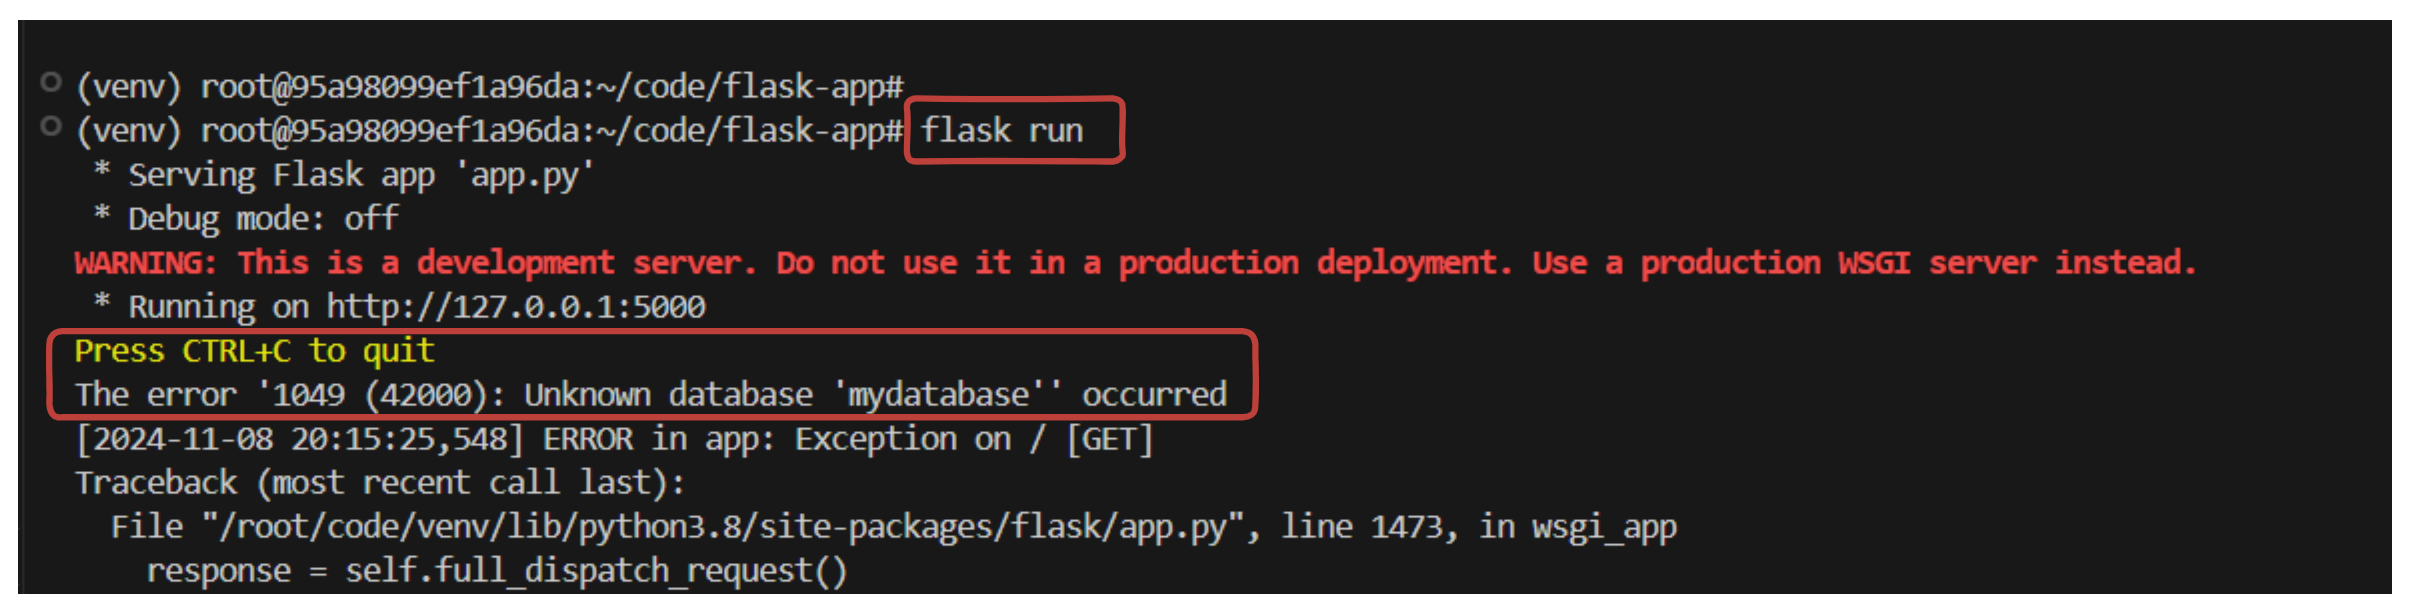 (venv) root@95a98099ef1a96da:~/code/flask-app#
(venv) root@95a98099ef1a96da:~/code/flask-app# flask run
 * Serving Flask app 'app.py'
 * Debug mode: off
WARNING: This is a development server. Do not use it in a production deployment. Use a production WSGI server instead.
 * Running on http://127.0.0.1:5000
Press CTRL+C to quit
The error '1049 (42000): Unknown database 'mydatabase'' occurred
[2024-11-08 20:15:25,548] ERROR in app: Exception on / [GET]
Traceback (most recent call last):
  File "/root/code/venv/lib/python3.8/site-packages/flask/app.py", line 1473, in wsgi_app
    response = self.full_dispatch_request()